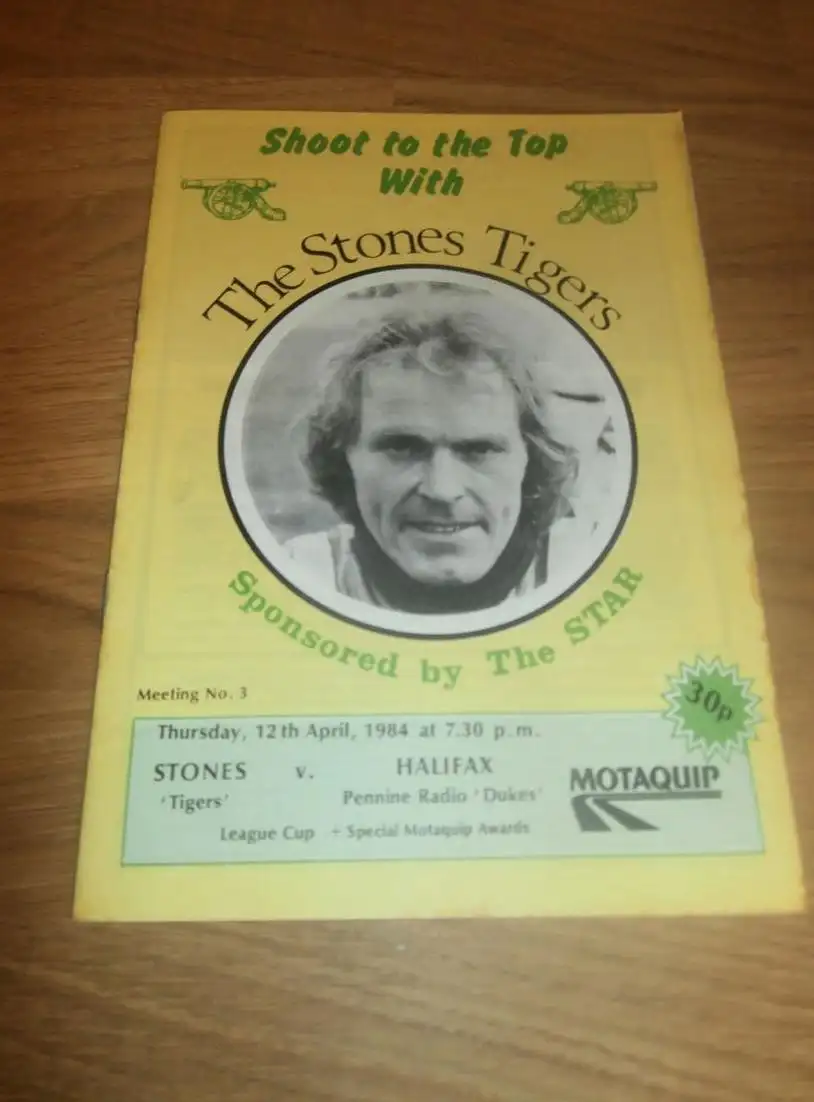 Shoot to the Top
With
The Stones Tigers
Sponsored by The STAR
Meeting No. 3
30p
Thursday, 12th April, 1984 at 7.30 p.m.
STONES v. HALIFAX
'Tigers' Pennine Radio 'Dukes'
League Cup + Special Motaquip Awards
MOTAQUIP